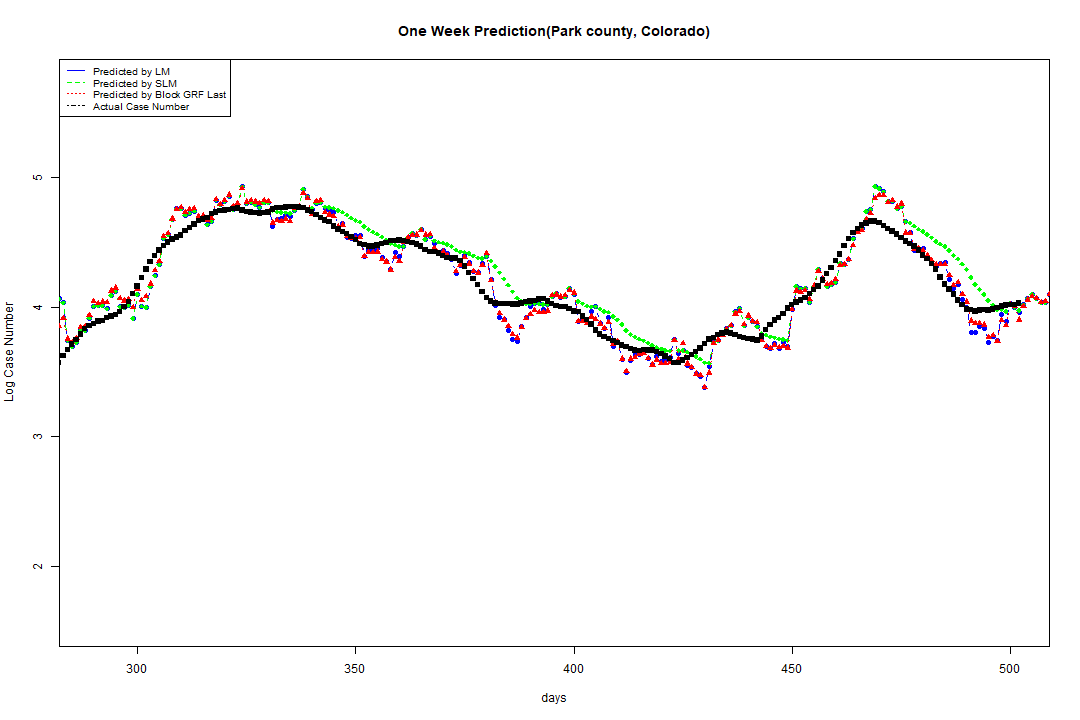 One Week Prediction(Park county, Colorado)
Predicted by LM
Predicted by SLM
Predicted by Block GRF Last
Actual Case Number
5
4
3
2
Log Case Number
300 350 400 450 500
days